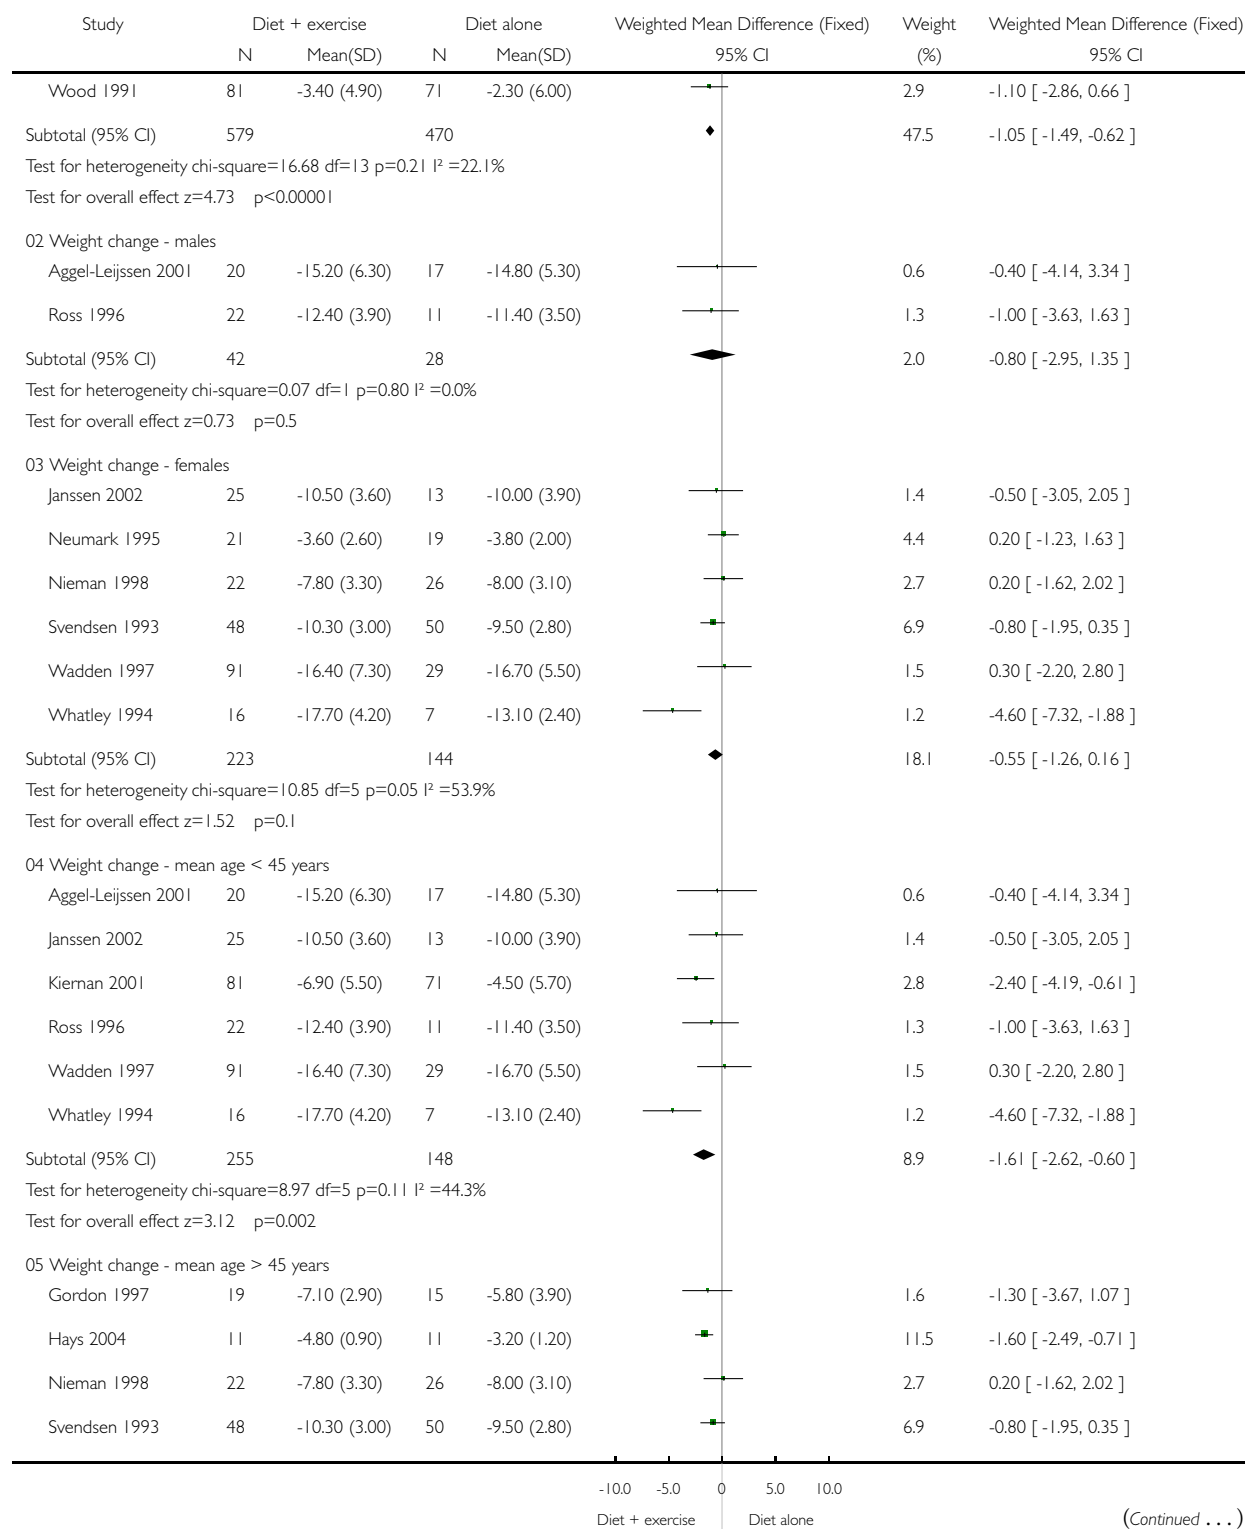 Study Diet + exercise Diet alone Weighted Mean Difference (Fixed) Weight Weighted Mean Difference (Fixed)
N Mean(SD) N Mean(SD) 95% CI (%) 95% CI
Wood 1991 81 -3.40 (4.90) 71 -2.30 (6.00) 2.9 -1.10 [ -2.86, 0.66 ]
Subtotal (95% CI) 579 470 47.5 -1.05 [ -1.49, -0.62 ]
Test for heterogeneity chi-square=16.68 df=13 p=0.21 I² =22.1%
Test for overall effect z=4.73 p<0.00001
02 Weight change - males
Aggel-Leijssen 2001 20 -15.20 (6.30) 17 -14.80 (5.30) 0.6 -0.40 [ -4.14, 3.34 ]
Ross 1996 22 -12.40 (3.90) 11 -11.40 (3.50) 1.3 -1.00 [ -3.63, 1.63 ]
Subtotal (95% CI) 42 28 2.0 -0.80 [ -2.95, 1.35 ]
Test for heterogeneity chi-square=0.07 df=1 p=0.80 I² =0.0%
Test for overall effect z=0.73 p=0.5
03 Weight change - females
Janssen 2002 25 -10.50 (3.60) 13 -10.00 (3.90) 1.4 -0.50 [ -3.05, 2.05 ]
Neumark 1995 21 -3.60 (2.60) 19 -3.80 (2.00) 4.4 0.20 [ -1.23, 1.63 ]
Nieman 1998 22 -7.80 (3.30) 26 -8.00 (3.10) 2.7 0.20 [ -1.62, 2.02 ]
Svendsen 1993 48 -10.30 (3.00) 50 -9.50 (2.80) 6.9 -0.80 [ -1.95, 0.35 ]
Wadden 1997 91 -16.40 (7.30) 29 -16.70 (5.50) 1.5 0.30 [ -2.20, 2.80 ]
Whatley 1994 16 -17.70 (4.20) 7 -13.10 (2.40) 1.2 -4.60 [ -7.32, -1.88 ]
Subtotal (95% CI) 223 144 18.1 -0.55 [ -1.26, 0.16 ]
Test for heterogeneity chi-square=10.85 df=5 p=0.05 I² =53.9%
Test for overall effect z=1.52 p=0.1
04 Weight change - mean age < 45 years
Aggel-Leijssen 2001 20 -15.20 (6.30) 17 -14.80 (5.30) 0.6 -0.40 [ -4.14, 3.34 ]
Janssen 2002 25 -10.50 (3.60) 13 -10.00 (3.90) 1.4 -0.50 [ -3.05, 2.05 ]
Kiernan 2001 81 -6.90 (5.50) 71 -4.50 (5.70) 2.8 -2.40 [ -4.19, -0.61 ]
Ross 1996 22 -12.40 (3.90) 11 -11.40 (3.50) 1.3 -1.00 [ -3.63, 1.63 ]
Wadden 1997 91 -16.40 (7.30) 29 -16.70 (5.50) 1.5 0.30 [ -2.20, 2.80 ]
Whatley 1994 16 -17.70 (4.20) 7 -13.10 (2.40) 1.2 -4.60 [ -7.32, -1.88 ]
Subtotal (95% CI) 255 148 8.9 -1.61 [ -2.62, -0.60 ]
Test for heterogeneity chi-square=8.97 df=5 p=0.11 I² =44.3%
Test for overall effect z=3.12 p=0.002
05 Weight change - mean age > 45 years
Gordon 1997 19 -7.10 (2.90) 15 -5.80 (3.90) 1.6 -1.30 [ -3.67, 1.07 ]
Hays 2004 11 -4.80 (0.90) 11 -3.20 (1.20) 11.5 -1.60 [ -2.49, -0.71 ]
Nieman 1998 22 -7.80 (3.30) 26 -8.00 (3.10) 2.7 0.20 [ -1.62, 2.02 ]
Svendsen 1993 48 -10.30 (3.00) 50 -9.50 (2.80) 6.9 -0.80 [ -1.95, 0.35 ]
-10.0 -5.0 0 5.0 10.0
Diet + exercise Diet alone (Continued . . . )